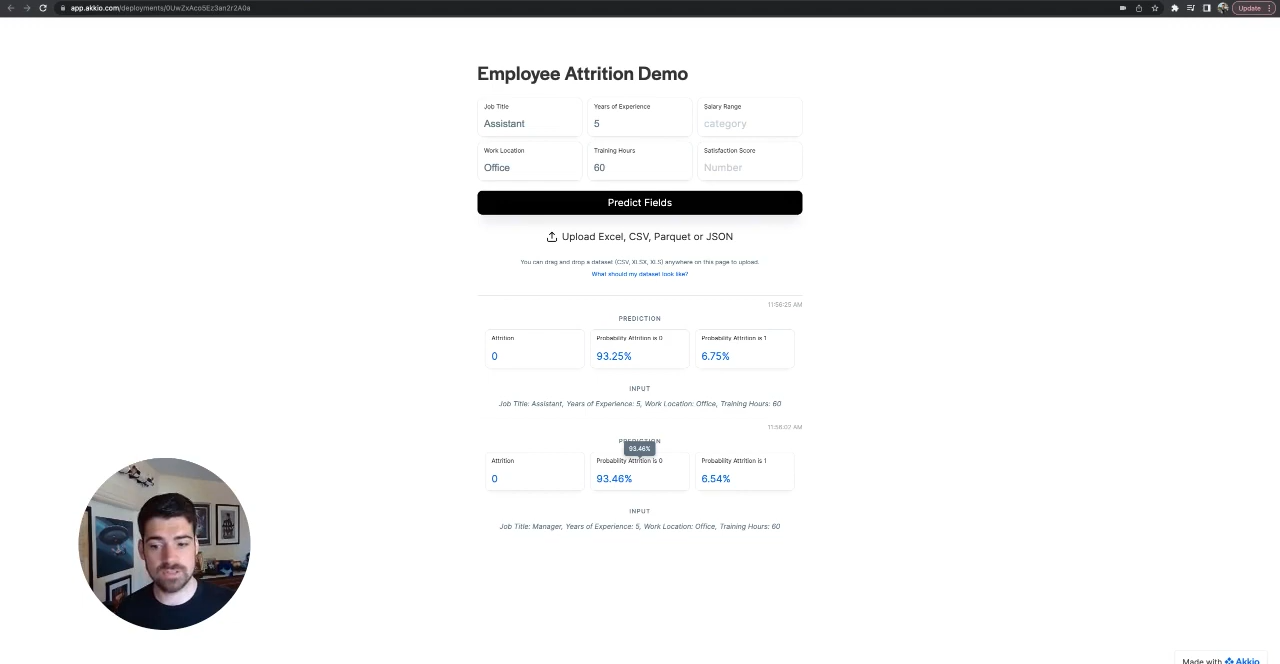 app.akkio.com/deployments/0UwZxAco5Ez3an2r2A0a
Update
Employee Attrition Demo
Job Title
Years of Experience
Salary Range
Assistant
5
category
Work Location
Training Hours
Satisfaction Score
Office
60
Number
Predict Fields
Upload Excel, CSV, Parquet or JSON
You can drag and drop a dataset (CSV, XLSX, XLS) anywhere on this page to upload.
What should my dataset look like?
11:56:25 AM
PREDICTION
Attrition
Probability Attrition is 0
Probability Attrition is 1
0
93.25%
6.75%
INPUT
Job Title: Assistant, Years of Experience: 5, Work Location: Office, Training Hours: 60
11:56:02 AM
PREDICTION
93.46%
Attrition
Probability Attrition is 0
Probability Attrition is 1
0
93.46%
6.54%
INPUT
Job Title: Manager, Years of Experience: 5, Work Location: Office, Training Hours: 60
Made with Akkio